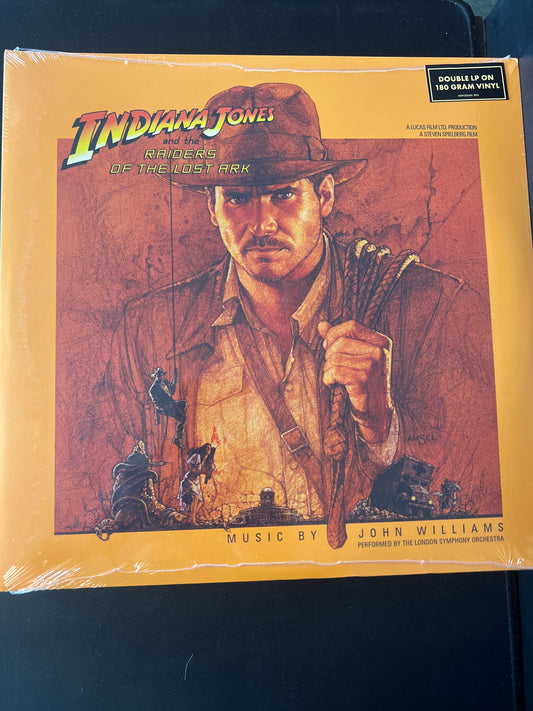 DOUBLE LP ON
180 GRAM VINYL
INDIANA JONES
and the
RAIDERS
OF THE LOST ARK
A LUCAS FILM LTD. PRODUCTION
A STEVEN SPIELBERG FILM
AMSEL
MUSIC BY JOHN WILLIAMS
PERFORMED BY THE LONDON SYMPHONY ORCHESTRA